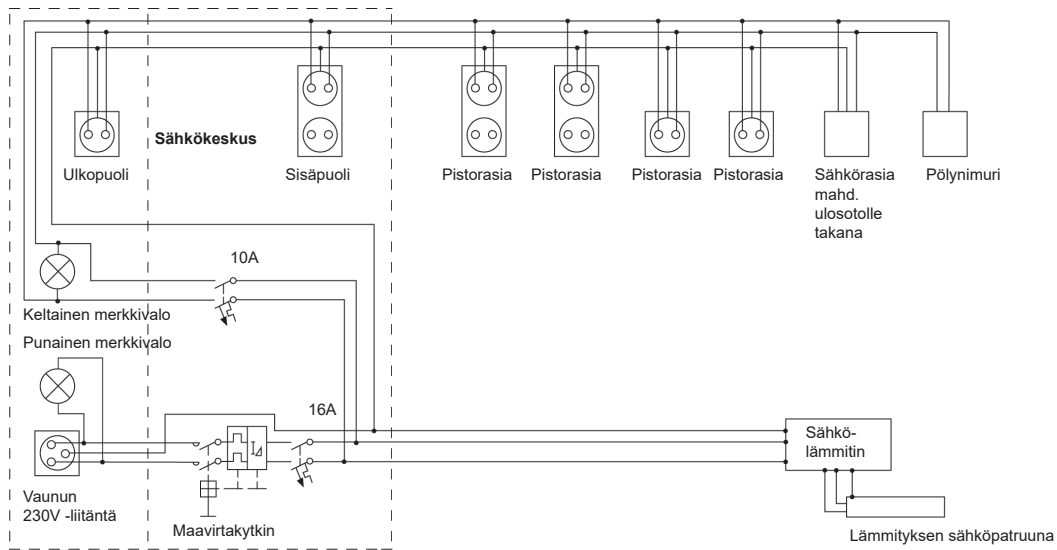 Sähkökeskus
Ulkopuoli
Sisäpuoli
Pistorasia
Pistorasia
Pistorasia
Pistorasia
Sähkörasia
mahd.
ulosotolle
takana
Pölynimuri
10A
Keltainen merkkivalo
Punainen merkkivalo
16A
I⊿
Sähkö-
lämmitin
Vaunun
230V -liitäntä
Maavirtakytkin
Lämmityksen sähköpatruuna